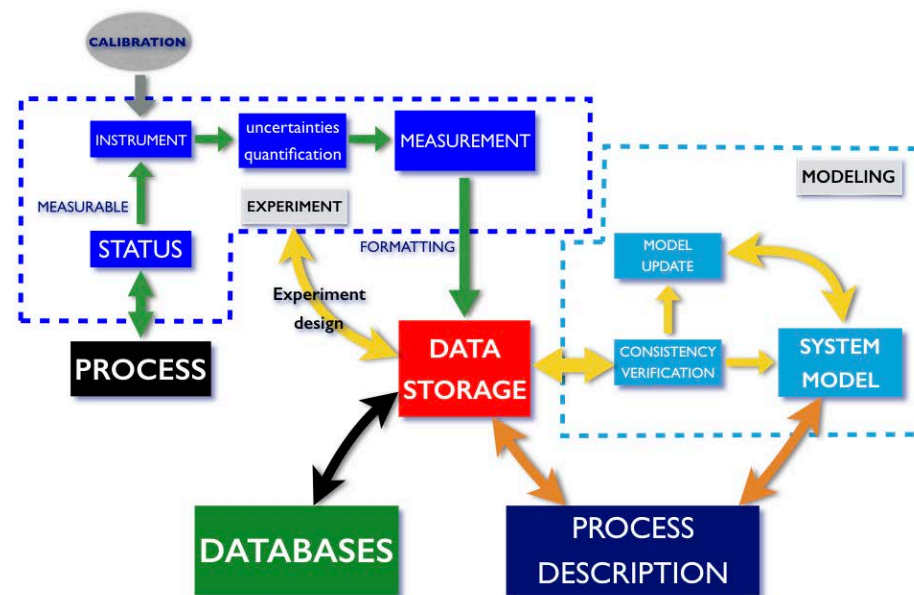 CALIBRATION
INSTRUMENT
uncertainties
quantification
MEASUREMENT
MODELING
MEASURABLE
EXPERIMENT
STATUS
FORMATTING
MODEL
UPDATE
Experiment
design
PROCESS
DATA
STORAGE
CONSISTENCY
VERIFICATION
SYSTEM
MODEL
DATABASES
PROCESS
DESCRIPTION